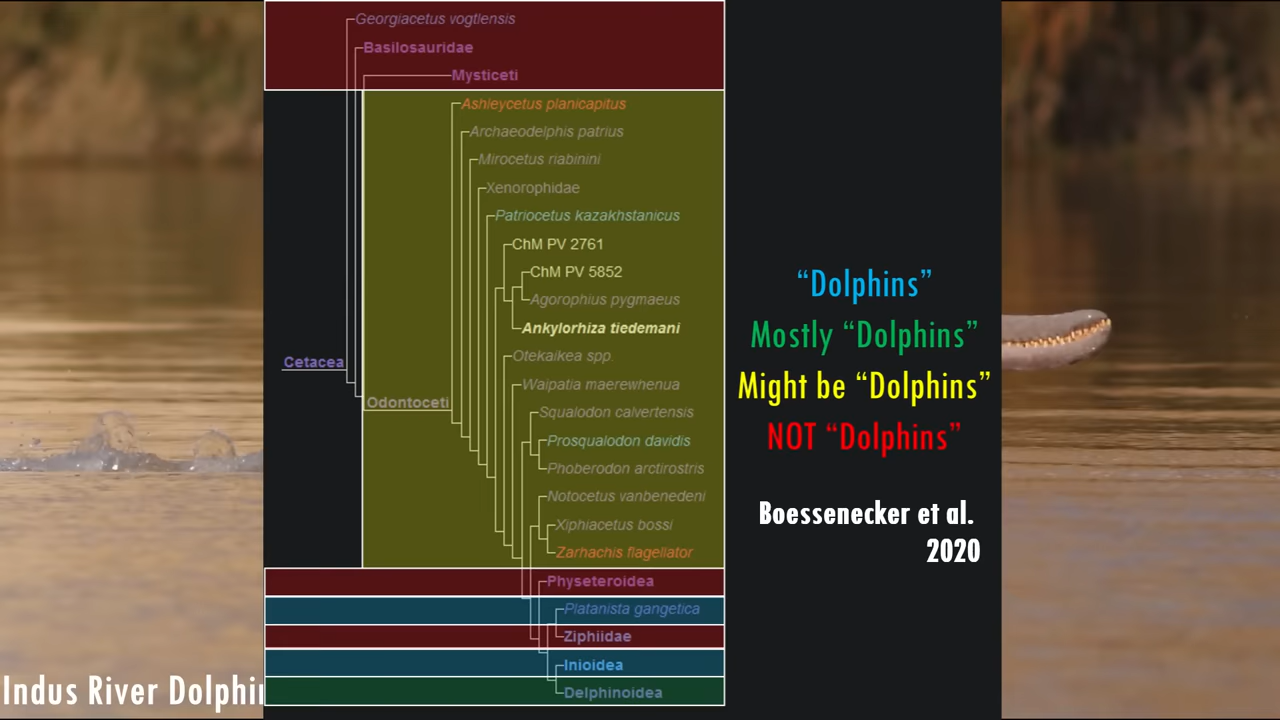 Georgiacetus vogtlensis
Basilosauridae
Mysticeti
Ashleycetus planicapitus
Archaeodelphis patrius
Mirocetus riabinini
Xenorophidae
Patriocetus kazakhstanicus
ChM PV 2761
ChM PV 5852
Agorophius pygmaeus
Ankylorhiza tiedemani
Otekaikea spp.
Cetacea
Waipatia maerewhenua
Odontoceti
Squalodon calvertensis
Prosqualodon davidis
Phoberodon arctirostris
Notocetus vanbenedeni
Xiphiacetus bossi
Zarhachis flagellator
Physeteroidea
Platanista gangetica
Ziphiidae
Inioidea
Delphinoidea
“Dolphins”
Mostly “Dolphins”
Might be “Dolphins”
NOT “Dolphins”
Boessenecker et al.
2020
Indus River Dolphin